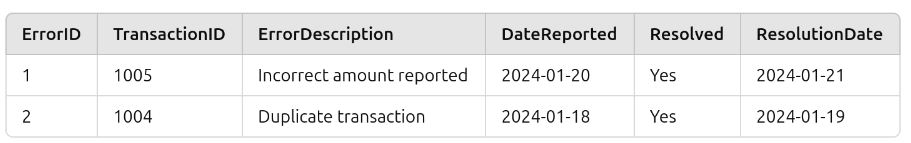 ErrorID TransactionID ErrorDescription DateReported Resolved ResolutionDate
1 1005 Incorrect amount reported 2024-01-20 Yes 2024-01-21
2 1004 Duplicate transaction 2024-01-18 Yes 2024-01-19